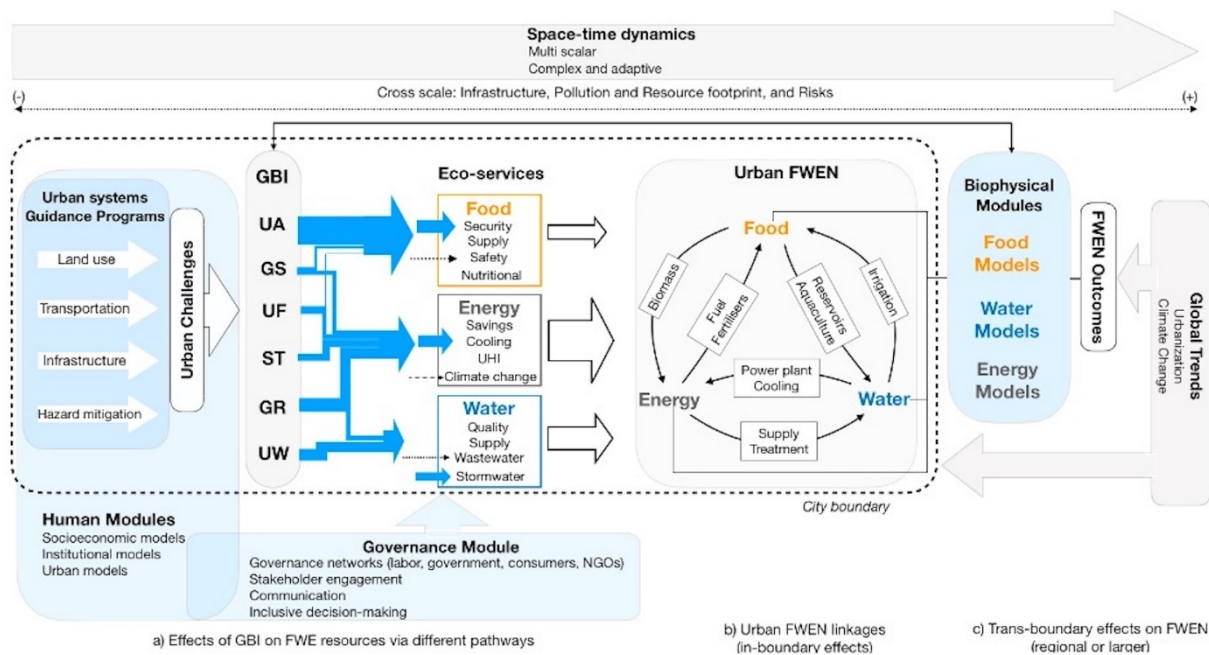 Space-time dynamics
Multi scalar
Complex and adaptive
(-)
Cross scale: Infrastructure, Pollution and Resource footprint, and Risks
(+)
Urban systems
Guidance Programs
Land use
Transportation
Infrastructure
Hazard mitigation
Urban Challenges
Human Modules
Socioeconomic models
Institutional models
Urban models
GBI
UA
GS
UF
ST
GR
UW
Eco-services
Food
Security
Supply
Safety
Nutritional
Energy
Savings
Cooling
UHI
Climate change
Water
Quality
Supply
Wastewater
Stormwater
Governance Module
Governance networks (labor, government, consumers, NGOs)
Stakeholder engagement
Communication
Inclusive decision-making
Urban FWEN
Food
Biomass
Fuel
Fertilisers
Reservoirs
Aquaculture
Irrigation
Power plant
Cooling
Energy
Water
Supply
Treatment
City boundary
Biophysical
Modules
Food
Models
Water
Models
Energy
Models
FWEN Outcomes
Global Trends
Urbanization
Climate Change
a) Effects of GBI on FWE resources via different pathways
b) Urban FWEN linkages
(in-boundary effects)
c) Trans-boundary effects on FWEN
(regional or larger)